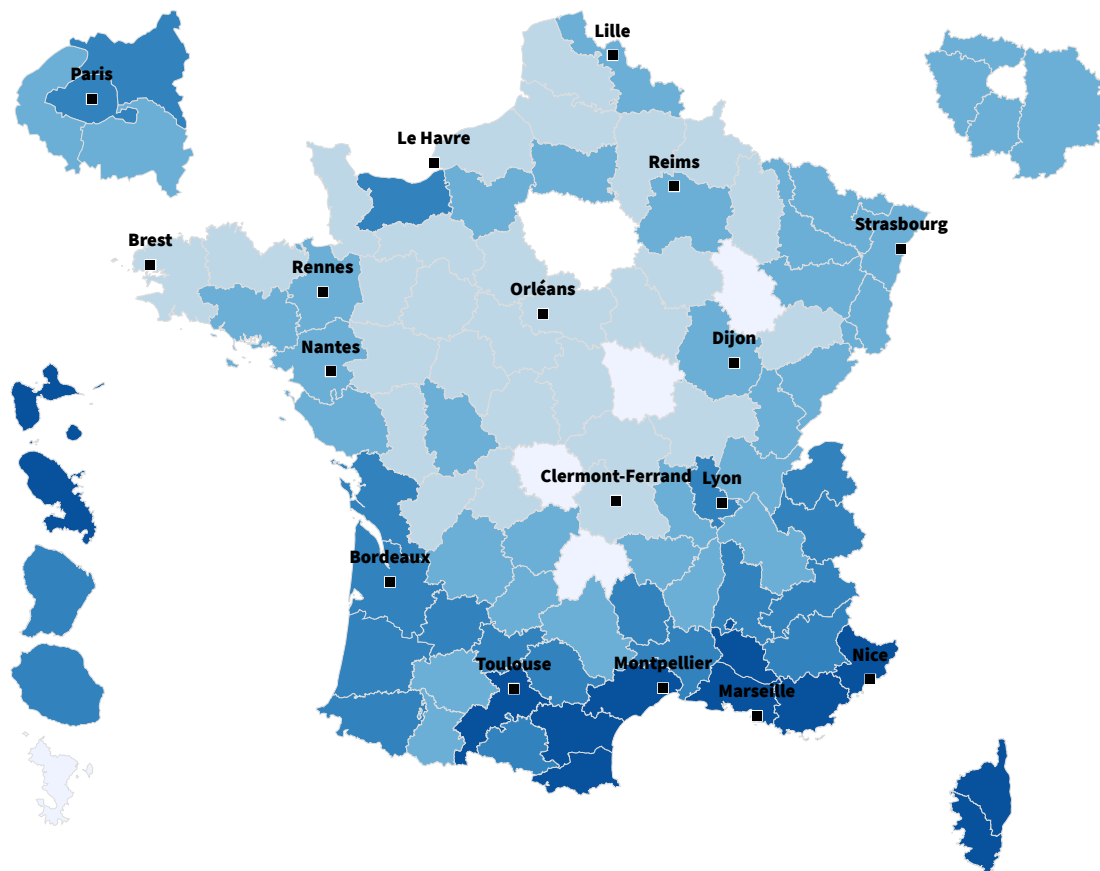 Lille
Paris
Le Havre
Reims
Strasbourg
Brest
Rennes
Orléans
Dijon
Nantes
Clermont-Ferrand
Lyon
Bordeaux
Toulouse
Montpellier
Nice
Marseille